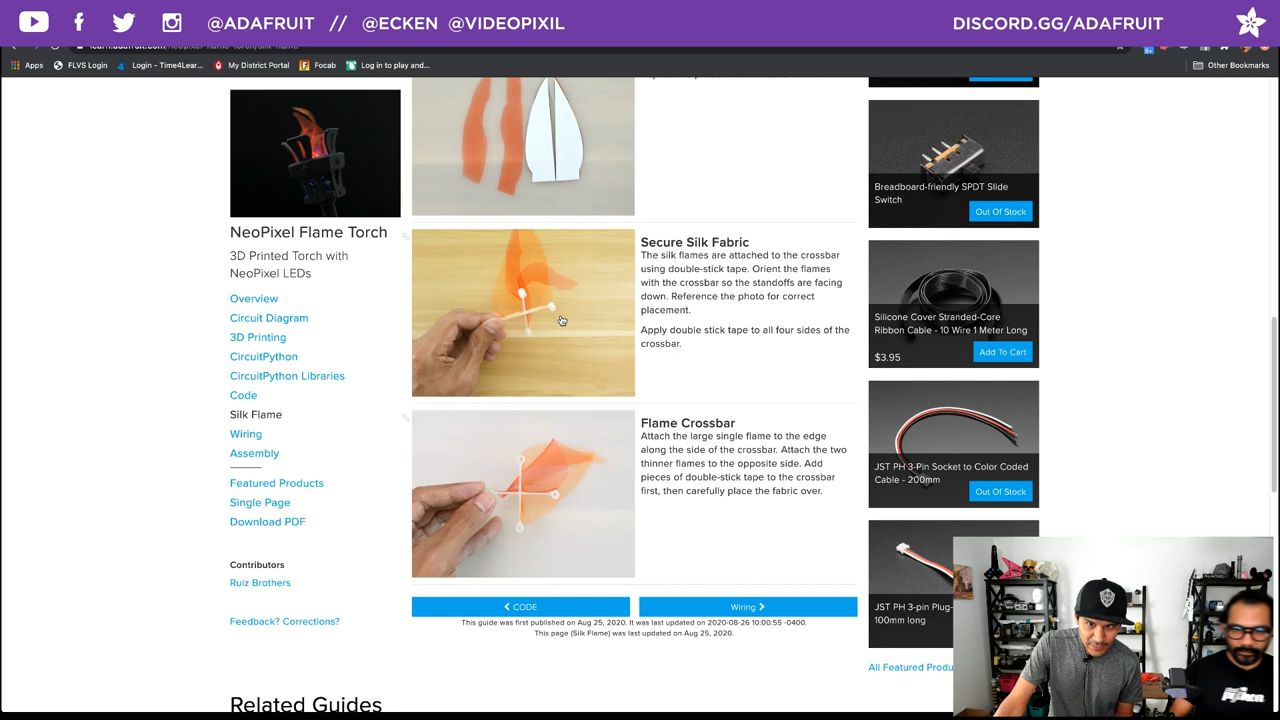 @ADAFRUIT // @ECKEN @VIDEOPIXIL
DISCORD.GG/ADAFRUIT
Apps
FLVS Login
Login - Time4Lear...
My District Portal
Focab
Log in to play and...
Other Bookmarks
NeoPixel Flame Torch
3D Printed Torch with
NeoPixel LEDs
Overview
Circuit Diagram
3D Printing
CircuitPython
CircuitPython Libraries
Code
Silk Flame
Wiring
Assembly
Featured Products
Single Page
Download PDF
Contributors
Ruiz Brothers
Feedback? Corrections?
Secure Silk Fabric
The silk flames are attached to the crossbar
using double-stick tape. Orient the flames
with the crossbar so the standoffs are facing
down. Reference the photo for correct
placement.
Apply double stick tape to all four sides of the
crossbar.
Flame Crossbar
Attach the large single flame to the edge
along the side of the crossbar. Attach the two
thinner flames to the opposite side. Add
pieces of double-stick tape to the crossbar
first, then carefully place the fabric over.
CODE
Wiring
This guide was first published on Aug 25, 2020. It was last updated on 2020-08-26 10:00:55 -0400.
This page (Silk Flame) was last updated on Aug 25, 2020.
Related Guides
Breadboard-friendly SPDT Slide
Switch
Out Of Stock
Silicone Cover Stranded-Core
Ribbon Cable - 10 Wire 1 Meter Long
$3.95
Add To Cart
JST PH 3-Pin Socket to Color Coded
Cable - 200mm
Out Of Stock
JST PH 3-pin Plug-
100mm long
All Featured Produ